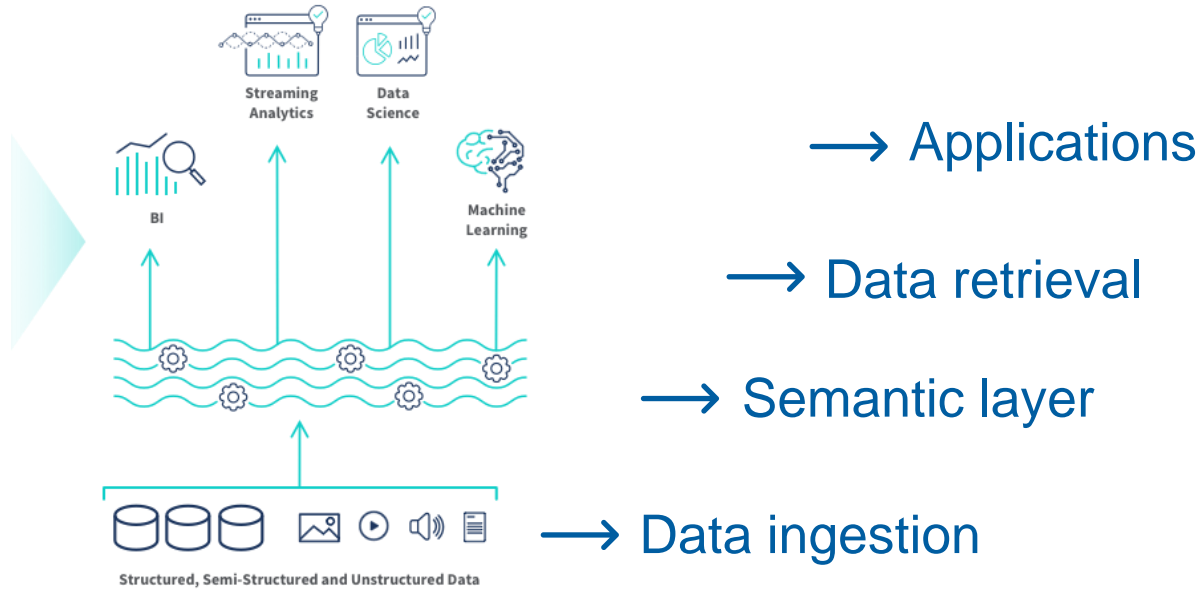 Streaming
Analytics
Data
Science
BI
Machine
Learning
→ Applications
→ Data retrieval
→ Semantic layer
→ Data ingestion
Structured, Semi-Structured and Unstructured Data